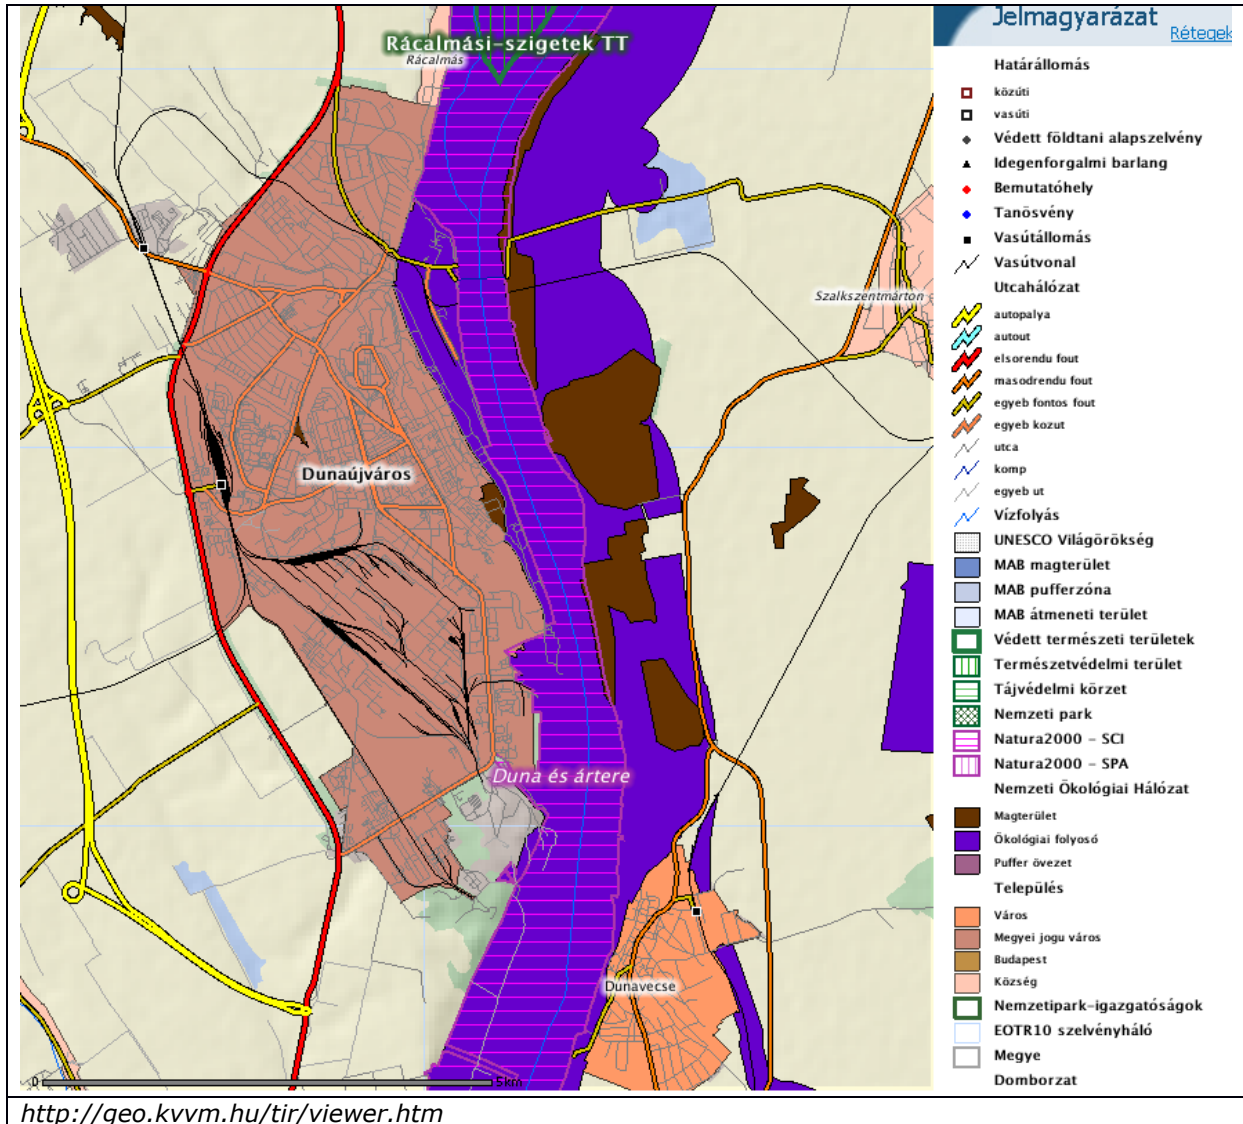 Rácalmási-szigetek TT
Rácalmás
Szalkszentmárton
Dunaújváros
Duna és ártere
Dunavecse
0
5km
Jelmagyarázat
Rétegek
Határállomás
közúti
vasúti
Védett földtani alapszelvény
Idegenforgalmi barlang
Bemutatóhely
Tanösvény
Vasútállomás
Vasútvonal
Utcahálózat
autopalya
autout
elsorendu fout
masodrendu fout
egyeb fontos fout
egyeb kozut
utca
komp
egyeb ut
Vízfolyás
UNESCO Világörökség
MAB magterület
MAB pufferzóna
MAB átmeneti terület
Védett természeti területek
Természetvédelmi terület
Tájvédelmi körzet
Nemzeti park
Natura2000 - SCI
Natura2000 - SPA
Nemzeti Ökológiai Hálózat
Magterület
Ökológiai folyosó
Puffer övezet
Település
Város
Megyei jogu város
Budapest
Község
Nemzetipark-igazgatóságok
EOTR10 szelvényháló
Megye
Domborzat
http://geo.kvvm.hu/tir/viewer.htm